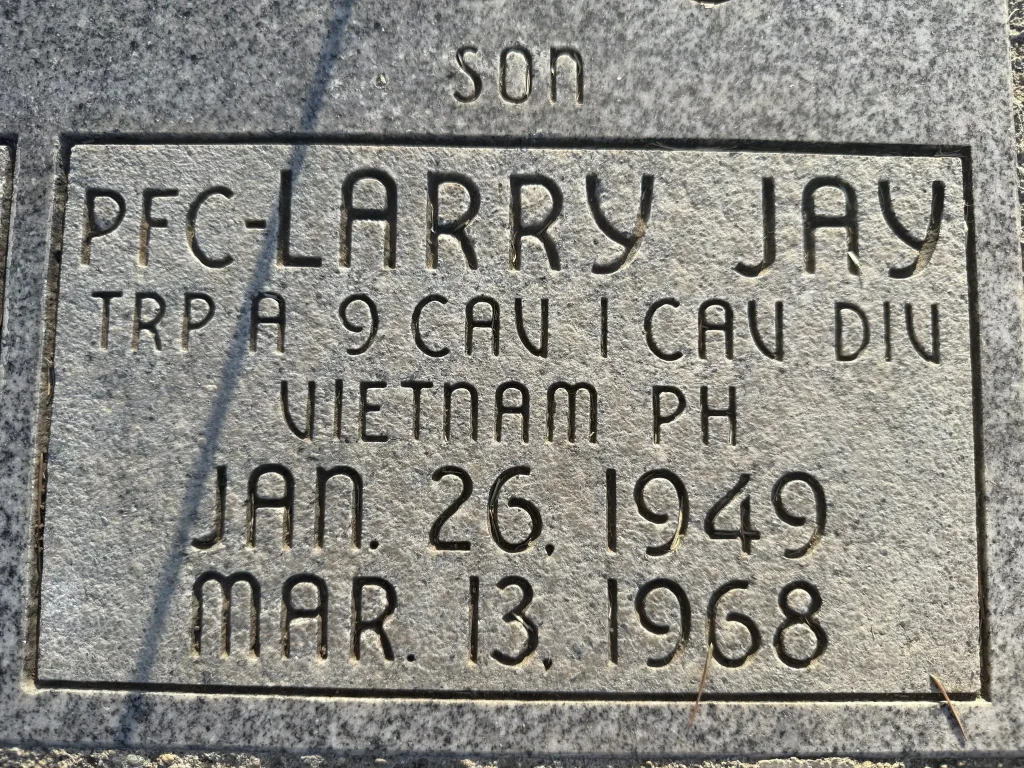 SON
PFC-LARRY JAY
TRP A 9 CAV 1 CAV DIV
VIETNAM PH
JAN. 26, 1949
MAR. 13, 1968